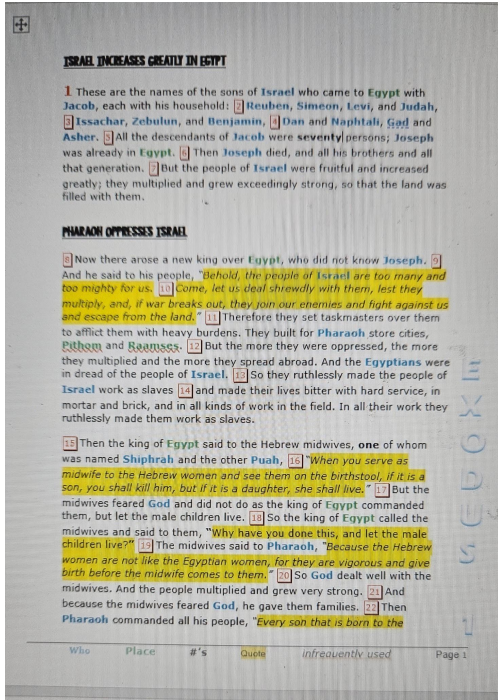 ISRAEL INCREASES GREATLY IN EGYPT
1 These are the names of the sons of Israel who came to Egypt with
Jacob, each with his household: 2 Reuben, Simeon, Levi, and Judah,
3 Issachar, Zebulun, and Benjamin, 4 Dan and Naphtali, Gad and
Asher. 5 All the descendants of Jacob were seventy persons; Joseph
was already in Egypt. 6 Then Joseph died, and all his brothers and all
that generation. 7 But the people of Israel were fruitful and increased
greatly; they multiplied and grew exceedingly strong, so that the land was
filled with them.
PHARAOH OPPRESSES ISRAEL
8 Now there arose a new king over Egypt, who did not know Joseph. 9
And he said to his people, "Behold, the people of Israel are too many and
too mighty for us. 10 Come, let us deal shrewdly with them, lest they
multiply, and, if war breaks out, they join our enemies and fight against us
and escape from the land." 11 Therefore they set taskmasters over them
to afflict them with heavy burdens. They built for Pharaoh store cities,
Pithom and Raamses. 12 But the more they were oppressed, the more
they multiplied and the more they spread abroad. And the Egyptians were
in dread of the people of Israel. 13 So they ruthlessly made the people of
Israel work as slaves 14 and made their lives bitter with hard service, in
mortar and brick, and in all kinds of work in the field. In all their work they
ruthlessly made them work as slaves.
15 Then the king of Egypt said to the Hebrew midwives, one of whom
was named Shiphrah and the other Puah, 16 "When you serve as
midwife to the Hebrew women and see them on the birthstool, if it is a
son, you shall kill him, but if it is a daughter, she shall live." 17 But the
midwives feared God and did not do as the king of Egypt commanded
them, but let the male children live. 18 So the king of Egypt called the
midwives and said to them, "Why have you done this, and let the male
children live?" 19 The midwives said to Pharaoh, "Because the Hebrew
women are not like the Egyptian women, for they are vigorous and give
birth before the midwife comes to them." 20 So God dealt well with the
midwives. And the people multiplied and grew very strong. 21 And
because the midwives feared God, he gave them families. 22 Then
Pharaoh commanded all his people, "Every son that is born to the
EXODUS 1
Who Place #'s Quote infrequently used Page 1